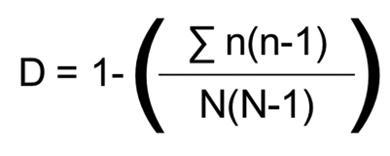 D = 1- ( ∑ n(n-1) / N(N-1) )